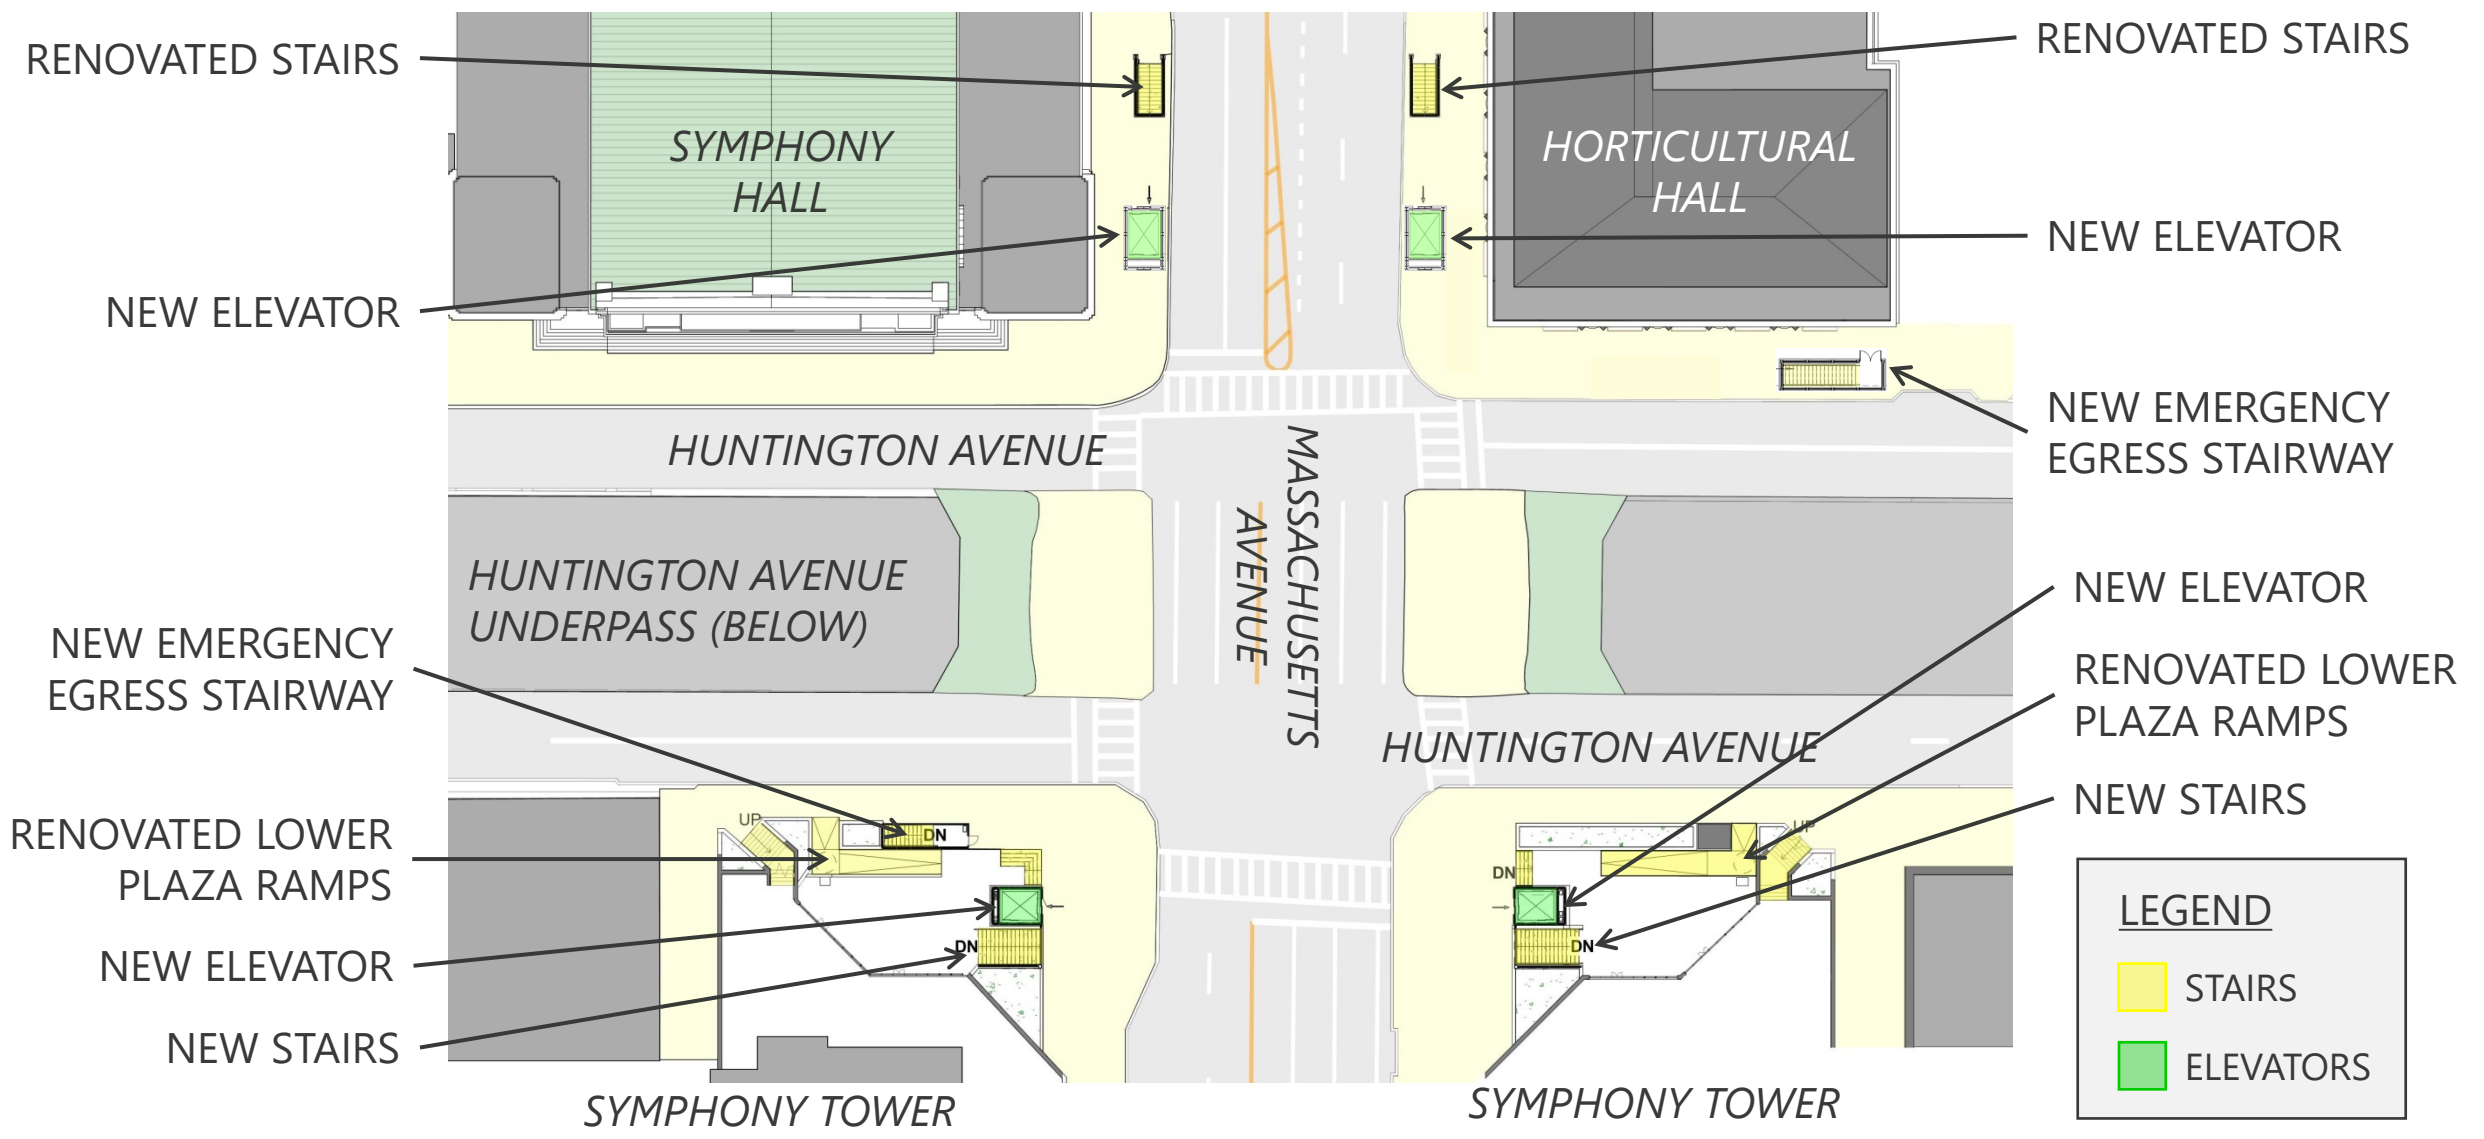 RENOVATED STAIRS
RENOVATED STAIRS
SYMPHONY
HALL
HORTICULTURAL
HALL
NEW ELEVATOR
NEW ELEVATOR
NEW EMERGENCY
EGRESS STAIRWAY
HUNTINGTON AVENUE
MASSACHUSETTS
AVENUE
HUNTINGTON AVENUE
UNDERPASS (BELOW)
NEW ELEVATOR
NEW EMERGENCY
EGRESS STAIRWAY
RENOVATED LOWER
PLAZA RAMPS
HUNTINGTON AVENUE
NEW STAIRS
UP
DN
UP
RENOVATED LOWER
PLAZA RAMPS
DN
NEW ELEVATOR
DN
DN
NEW STAIRS
LEGEND
STAIRS
ELEVATORS
SYMPHONY TOWER
SYMPHONY TOWER